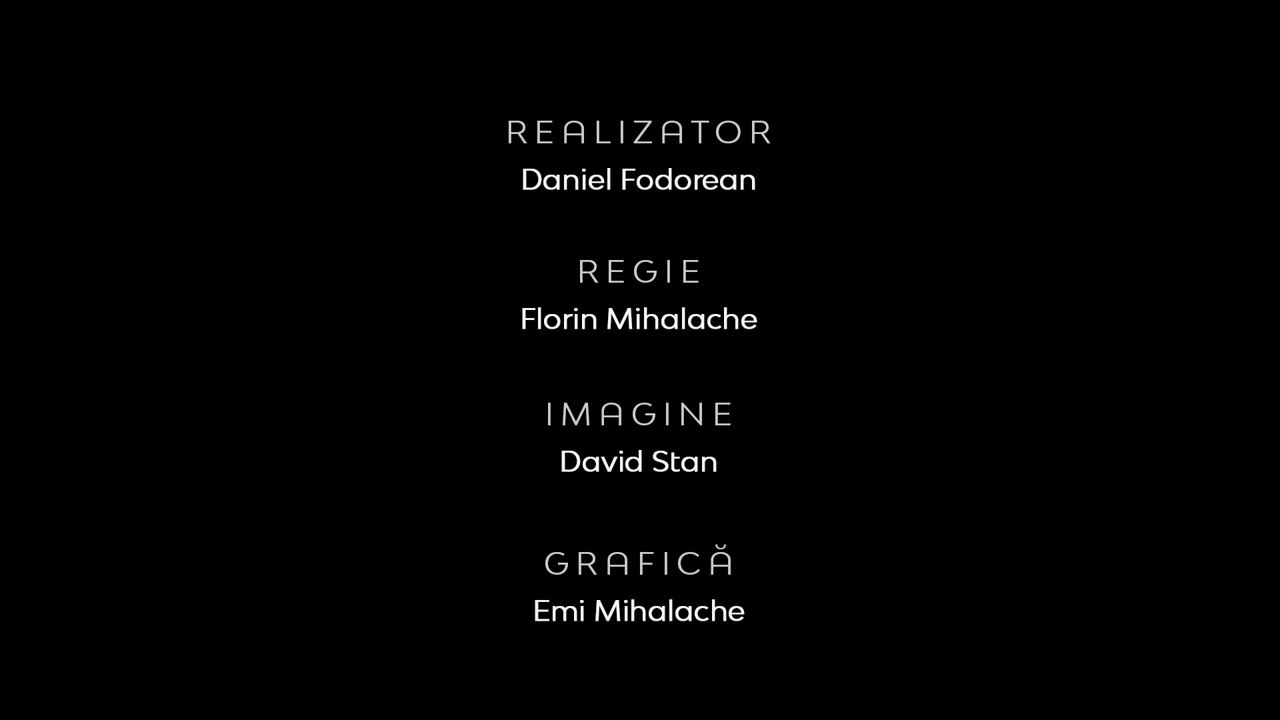 REALIZATOR
Daniel Fodorean
REGIE
Florin Mihalache
IMAGINE
David Stan
GRAFICĂ
Emi Mihalache